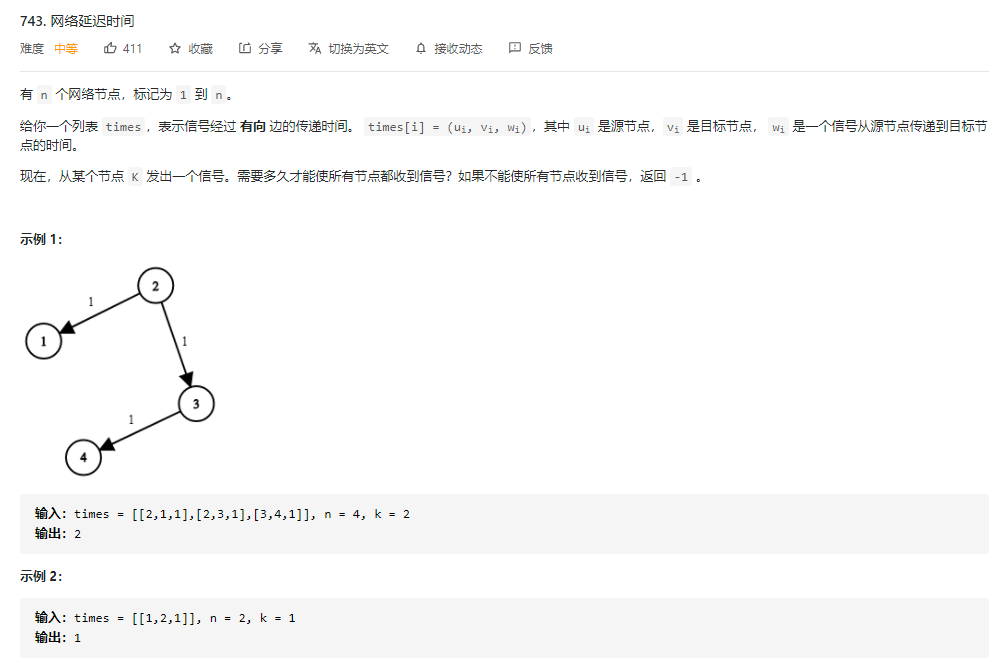 743. 网络延迟时间
难度 中等 411 收藏 分享 切换为英文 接收动态 反馈
有 n 个网络节点，标记为 1 到 n 。
给你一个列表 times ，表示信号经过 有向 边的传递时间。 times[i] = (ui, vi, wi) ，其中 ui 是源节点， vi 是目标节点， wi 是一个信号从源节点传递到目标节
点的时间。
现在，从某个节点 K 发出一个信号。需要多久才能使所有节点都收到信号？如果不能使所有节点收到信号，返回 -1 。
示例 1：
2
1
1
1
3
1
4
输入：times = [[2,1,1],[2,3,1],[3,4,1]], n = 4, k = 2
输出：2
示例 2：
输入：times = [[1,2,1]], n = 2, k = 1
输出：1